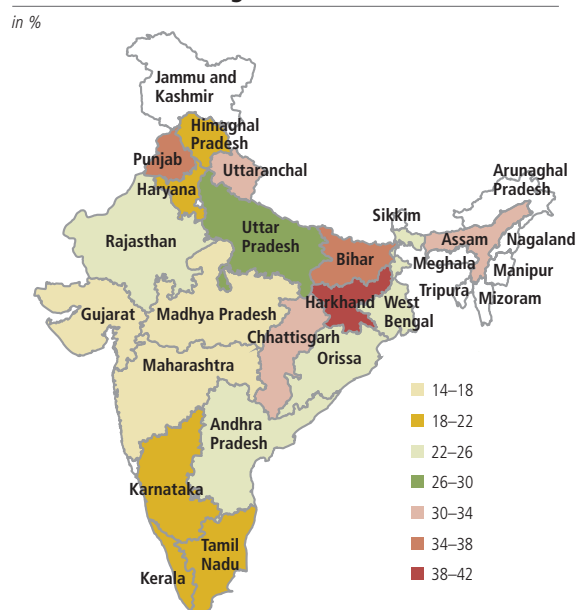 in %
Jammu and
Kashmir
Himaghal
Pradesh
Punjab
Uttaranchal
Haryana
Arunaghal
Pradesh
Sikkim
Rajasthan
Uttar
Pradesh
Assam
Nagaland
Bihar
Meghala
Manipur
Tripura
Mizoram
Gujarat
Madhya Pradesh
Harkhand
West
Bengal
Chhattisgarh
Orissa
Maharashtra
Andhra
Pradesh
Karnataka
Tamil
Nadu
Kerala
14–18
18–22
22–26
26–30
30–34
34–38
38–42